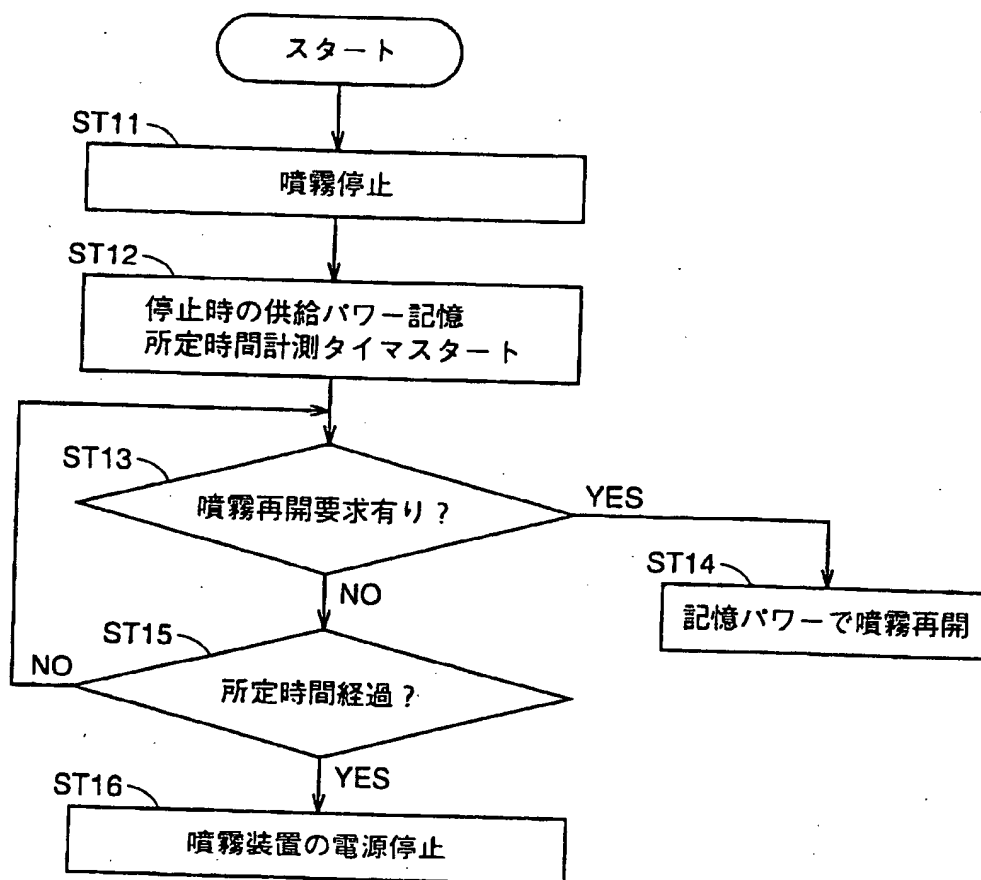 スタート
ST11
噴霧停止
ST12
停止時の供給パワー記憶
所定時間計測タイマスタート
ST13
噴霧再開要求有り？
YES
ST14
記憶パワーで噴霧再開
NO
ST15
NO
所定時間経過？
YES
ST16
噴霧装置の電源停止